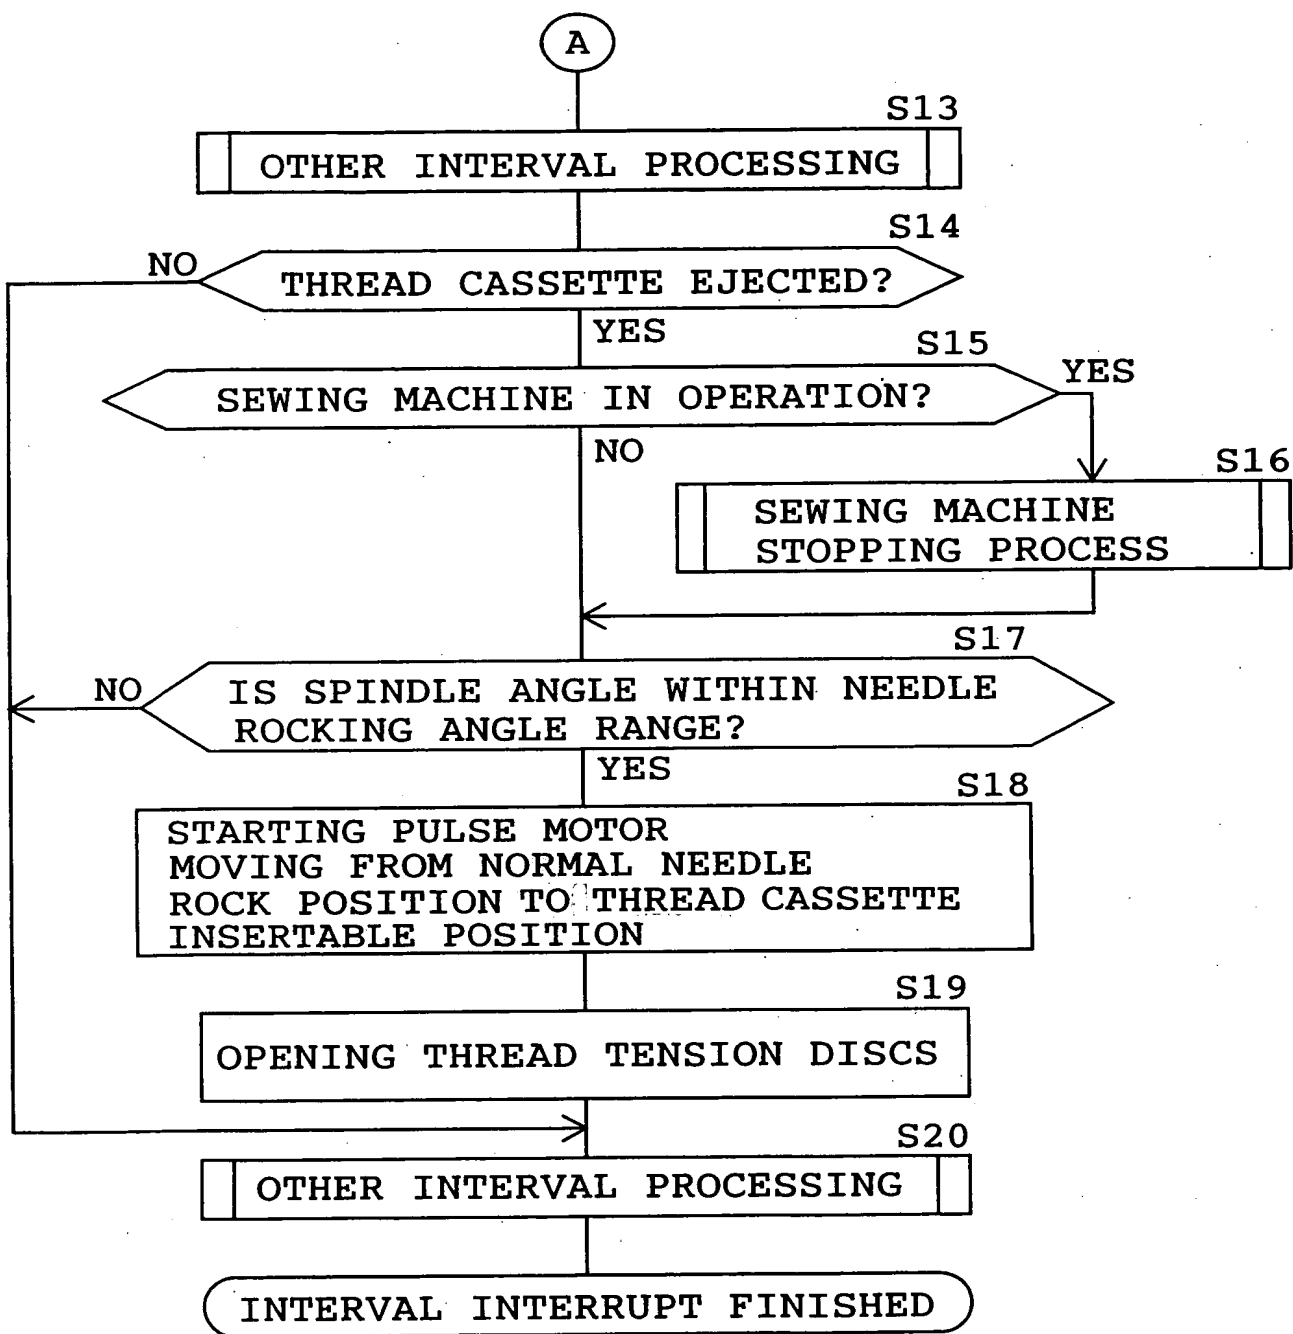 A
S13
OTHER INTERVAL PROCESSING
S14
NO
THREAD CASSETTE EJECTED?
YES
S15
YES
SEWING MACHINE IN OPERATION?
NO
S16
SEWING MACHINE
STOPPING PROCESS
S17
NO
IS SPINDLE ANGLE WITHIN NEEDLE
ROCKING ANGLE RANGE?
YES
S18
STARTING PULSE MOTOR
MOVING FROM NORMAL NEEDLE
ROCK POSITION TO THREAD CASSETTE
INSERTABLE POSITION
S19
OPENING THREAD TENSION DISCS
S20
OTHER INTERVAL PROCESSING
INTERVAL INTERRUPT FINISHED